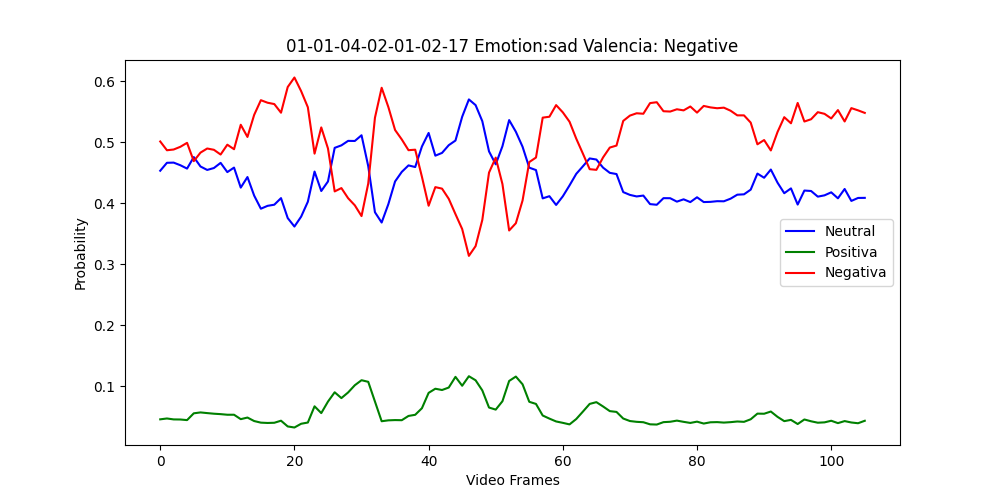 01-01-04-02-01-02-17 Emotion:sad Valencia: Negative
Probability
0.6
0.5
0.4
0.3
0.2
0.1
Neutral
Positiva
Negativa
0 20 40 60 80 100
Video Frames